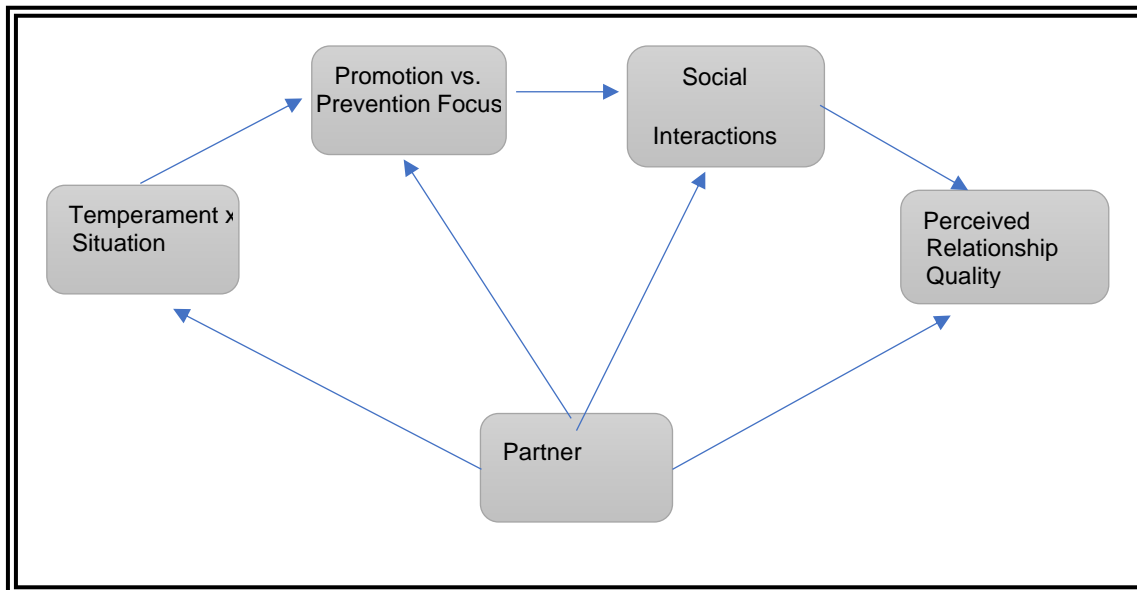 Promotion vs.
Prevention Focus
Social
Interactions
Temperament x
Situation
Perceived
Relationship
Quality
Partner